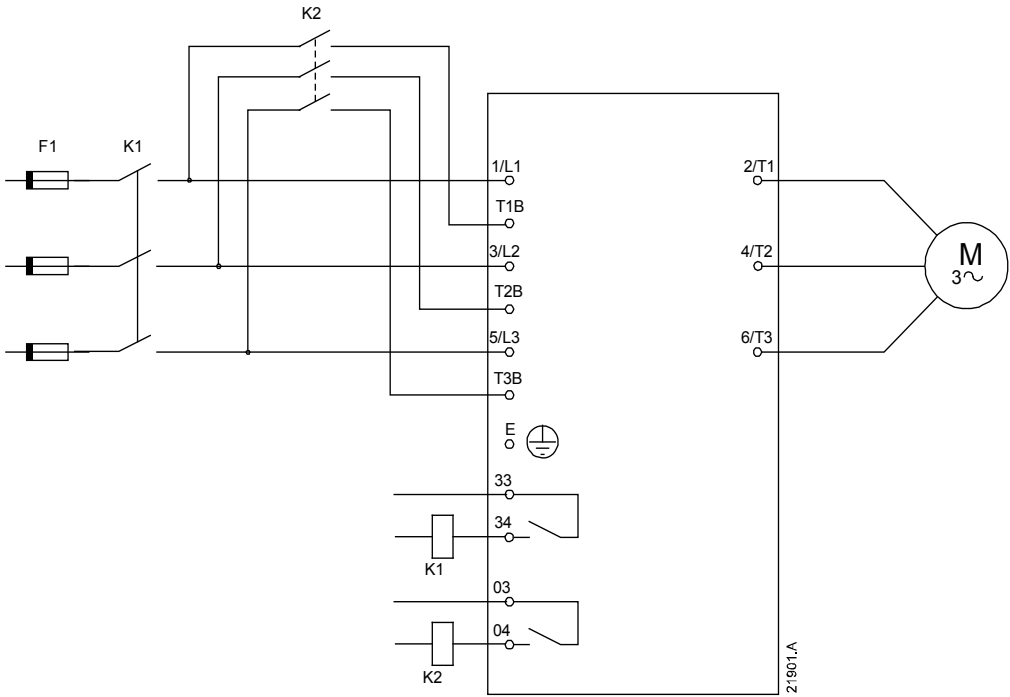 K2
F1
K1
1/L1
2/T1
T1B
3/L2
4/T2
M
3~
T2B
5/L3
6/T3
T3B
E
33
34
K1
03
04
K2
21901.A